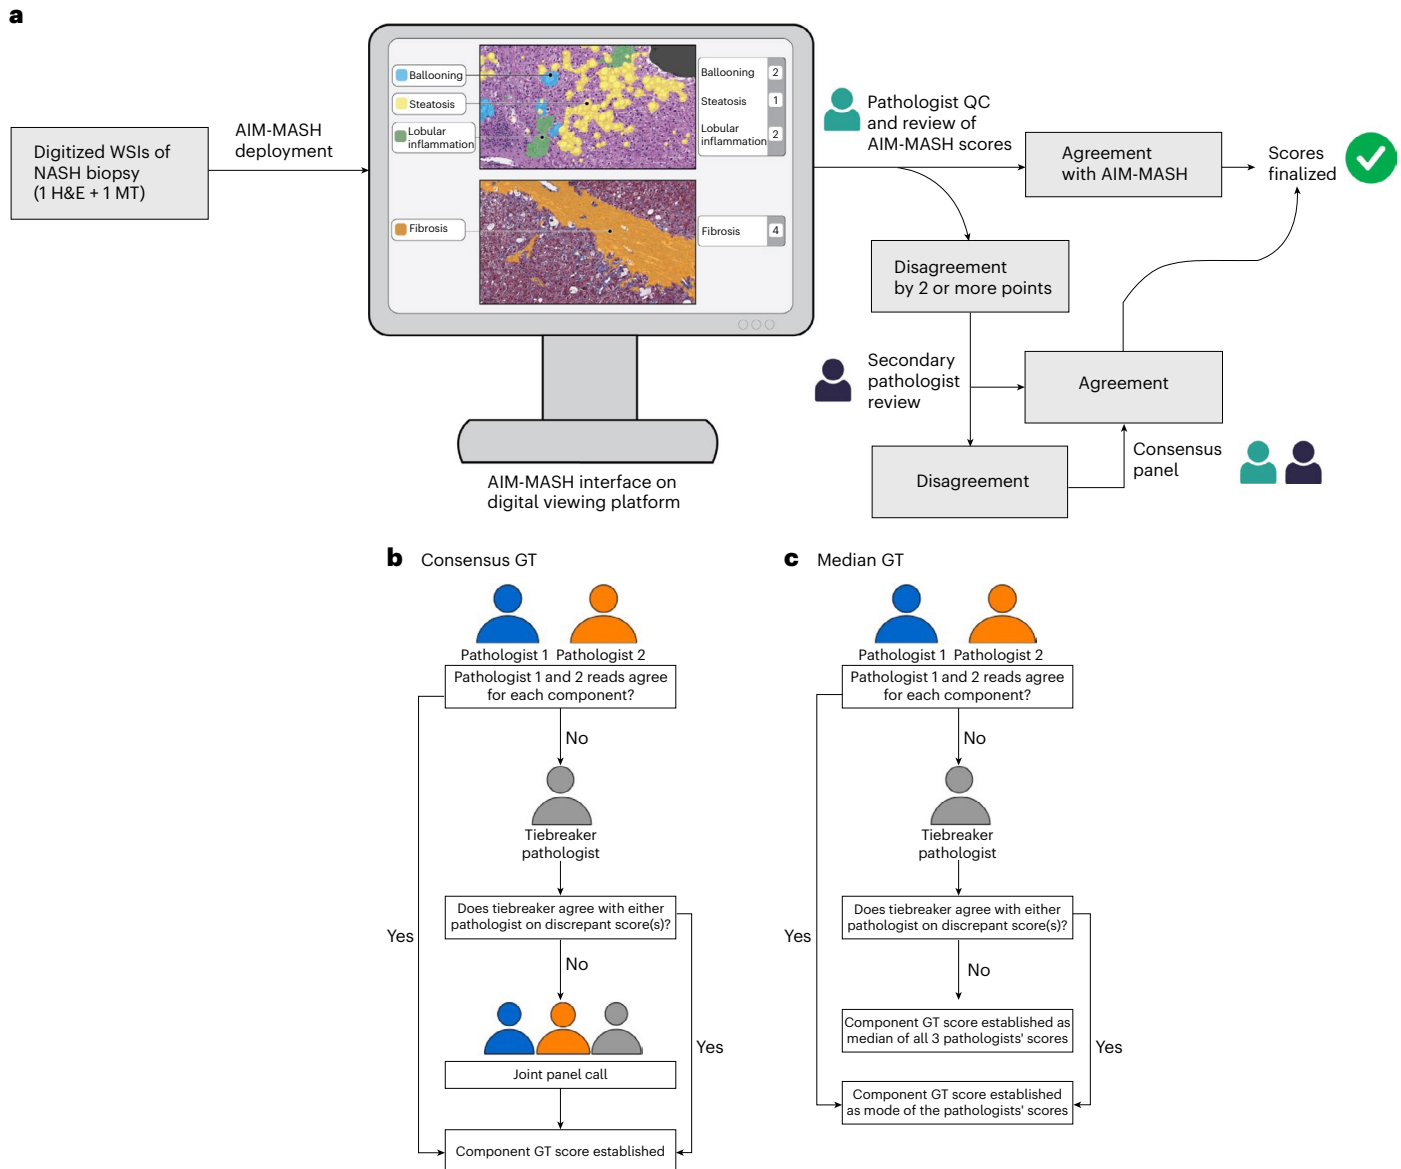 a
Digitized WSIs of
NASH biopsy
(1 H&E + 1 MT)
AIM-MASH
deployment
Ballooning
Steatosis
Lobular
inflammation
Fibrosis
Ballooning 2
Steatosis 1
Lobular
inflammation 2
Fibrosis 4
AIM-MASH interface on
digital viewing platform
Pathologist QC
and review of
AIM-MASH scores
Agreement
with AIM-MASH
Scores
finalized
Disagreement
by 2 or more points
Secondary
pathologist
review
Agreement
Disagreement
Consensus
panel
b Consensus GT
Pathologist 1 Pathologist 2
Pathologist 1 and 2 reads agree
for each component?
No
Tiebreaker
pathologist
Does tiebreaker agree with either
pathologist on discrepant score(s)?
Yes
No
Yes
Joint panel call
Component GT score established
c Median GT
Pathologist 1 Pathologist 2
Pathologist 1 and 2 reads agree
for each component?
No
Tiebreaker
pathologist
Does tiebreaker agree with either
pathologist on discrepant score(s)?
Yes
No
Component GT score established as
median of all 3 pathologists' scores
Yes
Component GT score established
as mode of the pathologists' scores